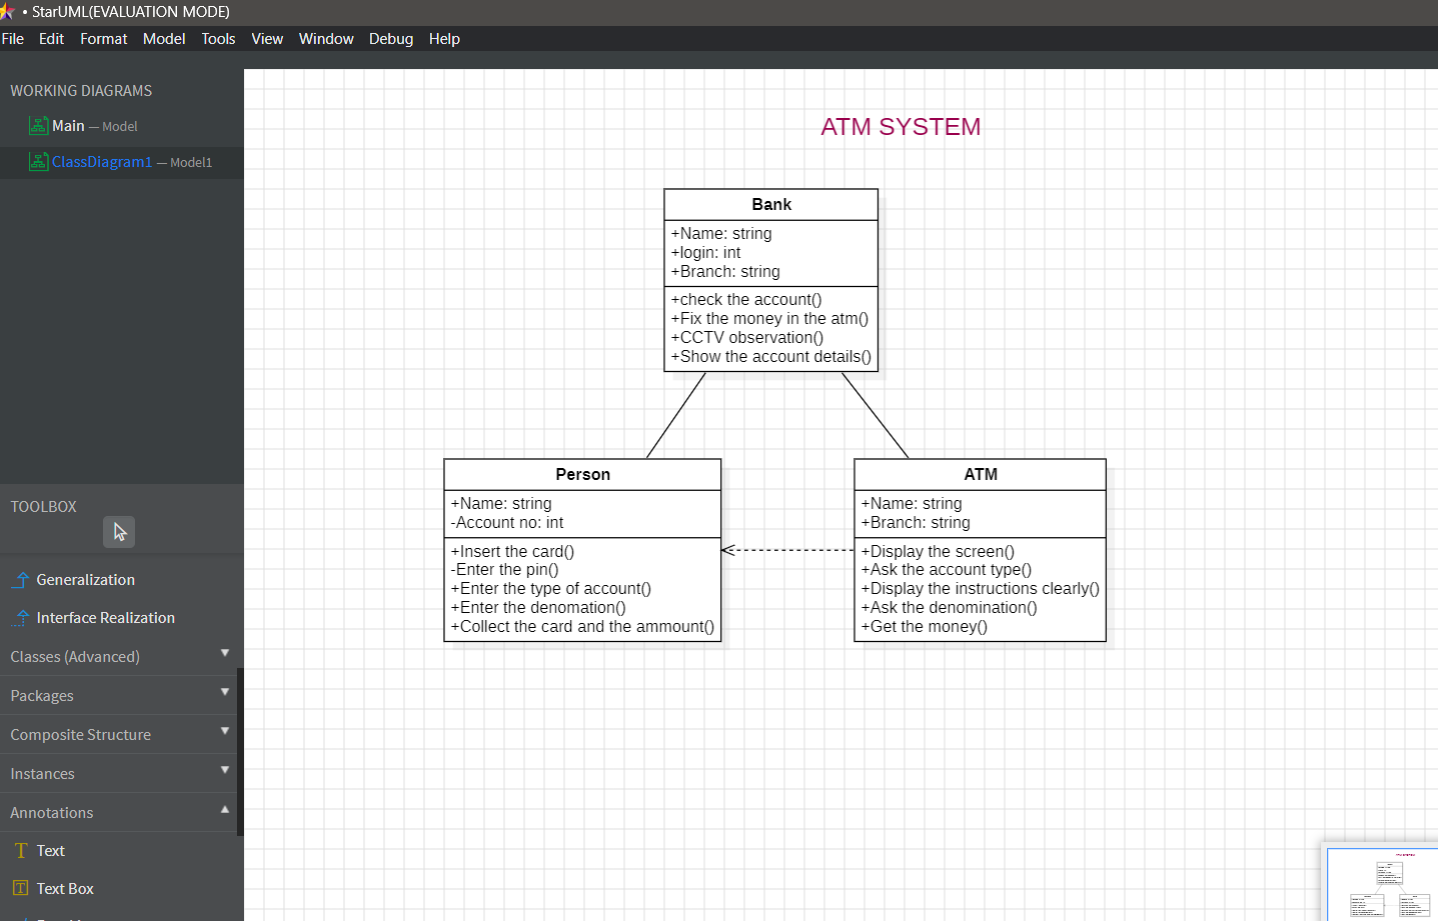 • StarUML(EVALUATION MODE)
File Edit Format Model Tools View Window Debug Help
WORKING DIAGRAMS
Main — Model
ClassDiagram1 — Model1
TOOLBOX
Generalization
Interface Realization
Classes (Advanced)
Packages
Composite Structure
Instances
Annotations
Text
Text Box
ATM SYSTEM
Bank
+Name: string
+login: int
+Branch: string
+check the account()
+Fix the money in the atm()
+CCTV observation()
+Show the account details()
Person
+Name: string
-Account no: int
+Insert the card()
-Enter the pin()
+Enter the type of account()
+Enter the denomation()
+Collect the card and the ammount()
ATM
+Name: string
+Branch: string
+Display the screen()
+Ask the account type()
+Display the instructions clearly()
+Ask the denomination()
+Get the money()